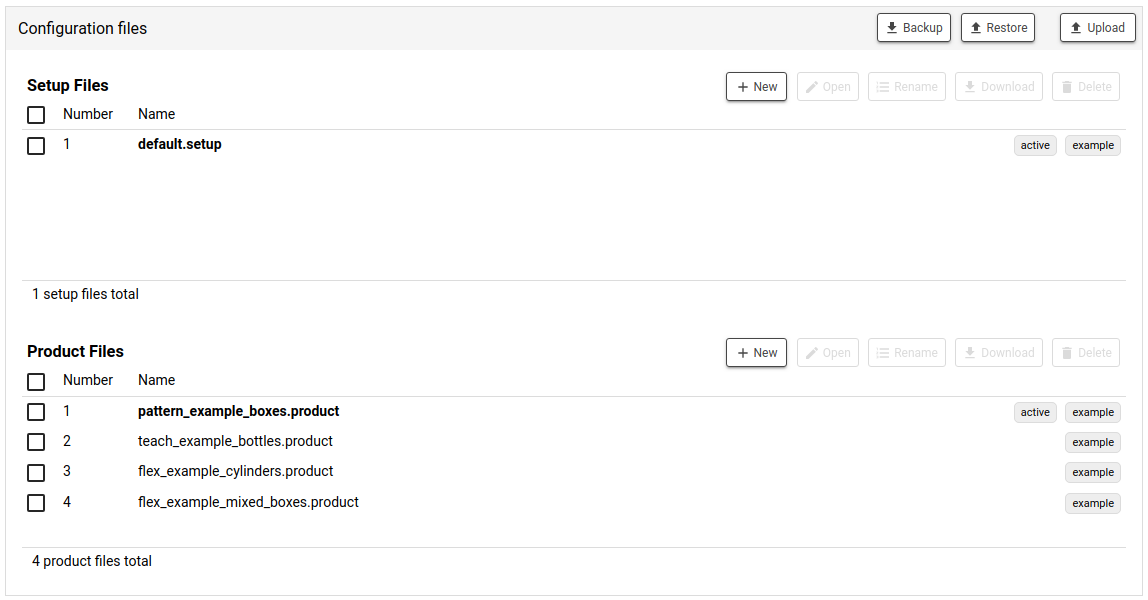 Configuration files Backup Restore Upload
Setup Files New Open Rename Download Delete
Number Name
1 default.setup active example
1 setup files total
Product Files New Open Rename Download Delete
Number Name
1 pattern_example_boxes.product active example
2 teach_example_bottles.product example
3 flex_example_cylinders.product example
4 flex_example_mixed_boxes.product example
4 product files total